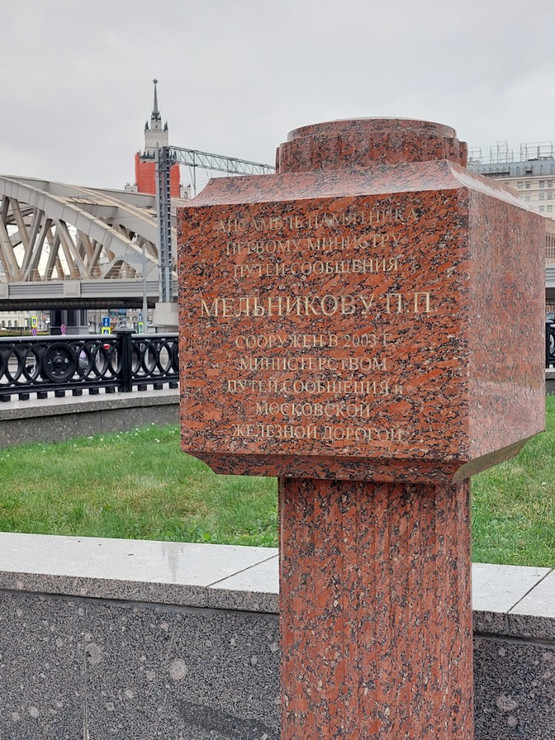 АНСАМБЛЬ ПАМЯТНИКА
ПЕРВОМУ МИНИСТРУ
ПУТЕЙ СООБЩЕНИЯ
МЕЛЬНИКОВУ П.П.
СООРУЖЕН В 2003 Г.
МИНИСТЕРСТВОМ
ПУТЕЙ СООБЩЕНИЯ и
МОСКОВСКОЙ
ЖЕЛЕЗНОЙ ДОРОГОЙ